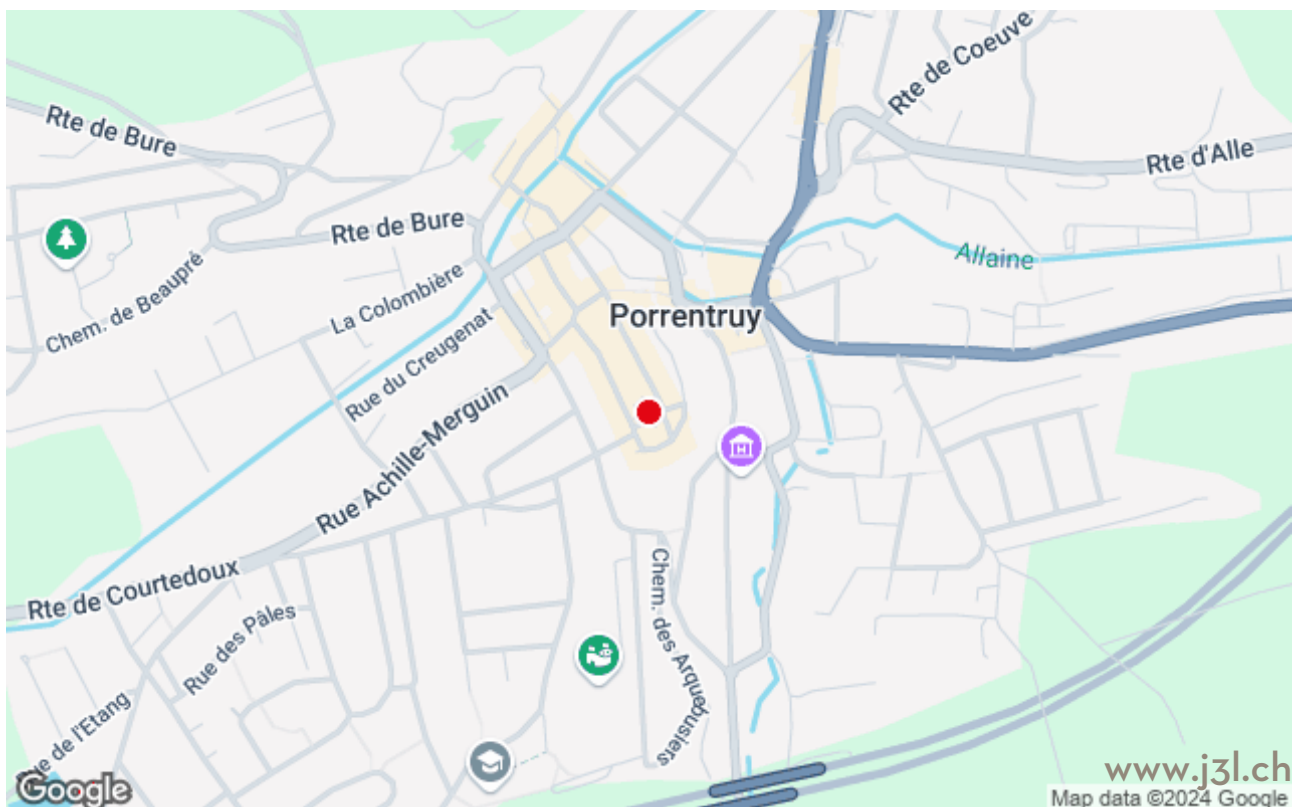 Rte de Coeuve
Rte de Bure
Rte d'Alle
Rte de Bure
Allaine
Chem. de Beaupré
La Colombière
Porrentruy
Rue du Creugenat
Rue Achille-Merguin
Rte de Courtedoux
Rue des Pâles
Chem. des Arquebusiers
Rue de l'Etang
Google
www.j3l.ch
Map data ©2024 Google